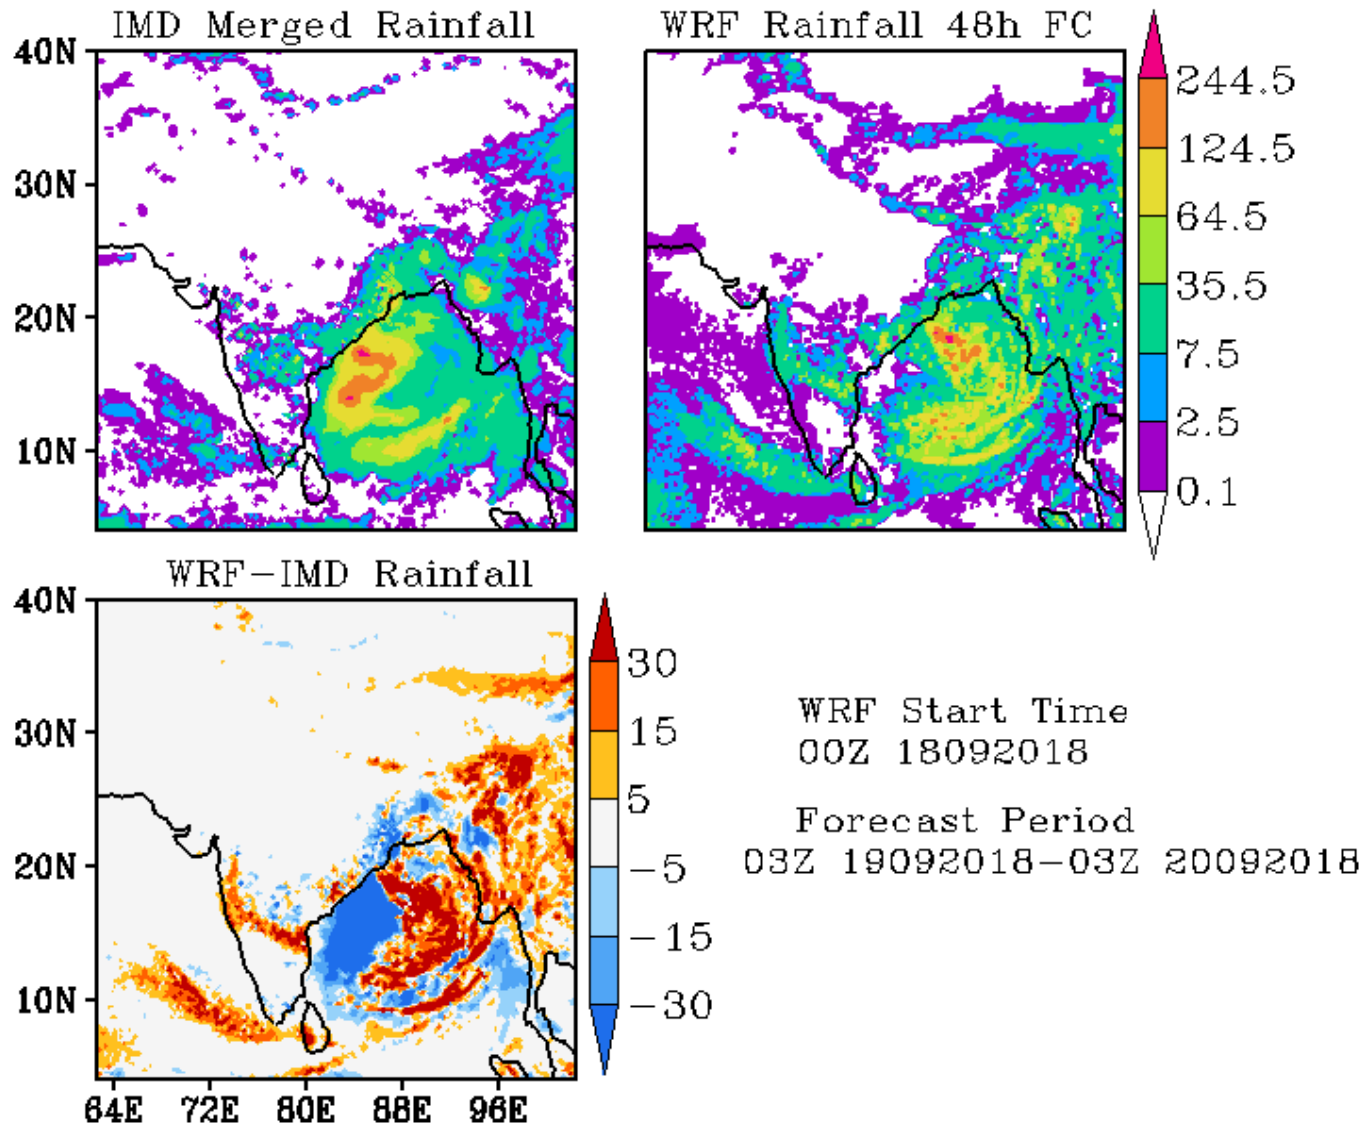 IMD Merged Rainfall
WRF Rainfall 48h FC
40N
30N
20N
10N
244.5
124.5
64.5
35.5
7.5
2.5
0.1
WRF-IMD Rainfall
40N
30N
20N
10N
64E 72E 80E 88E 96E
30
15
5
-5
-15
-30
WRF Start Time
00Z 18092018
Forecast Period
03Z 19092018-03Z 20092018